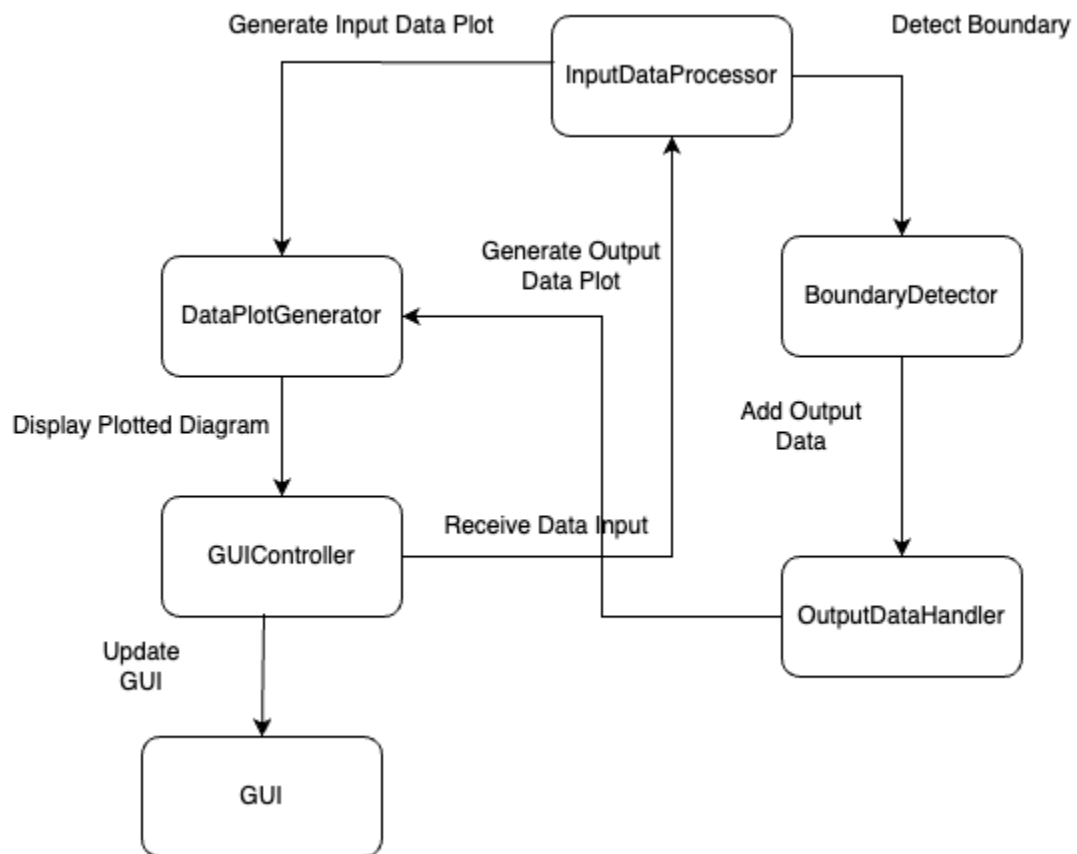 Generate Input Data Plot
Detect Boundary
InputDataProcessor
Generate Output
Data Plot
DataPlotGenerator
BoundaryDetector
Display Plotted Diagram
Add Output
Data
Receive Data Input
GUIController
OutputDataHandler
Update
GUI
GUI